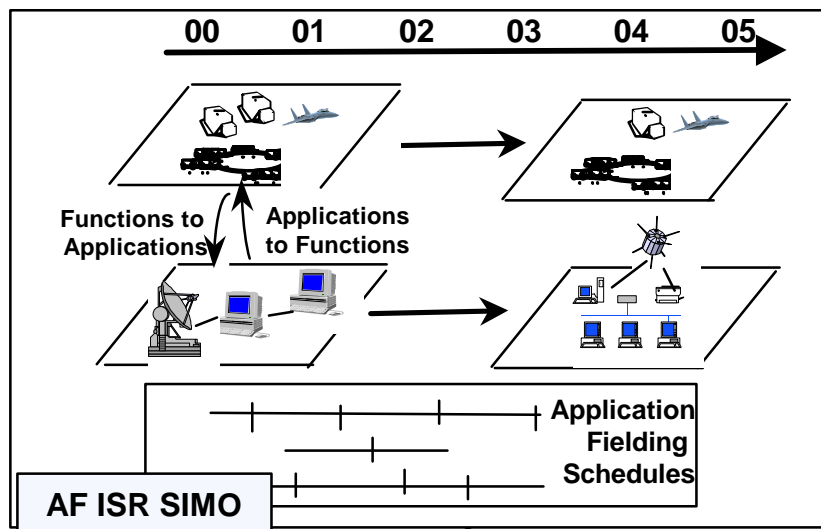 00 01 02 03 04 05
Functions to
Applications
Applications
to Functions
Application
Fielding
Schedules
AF ISR SIMO